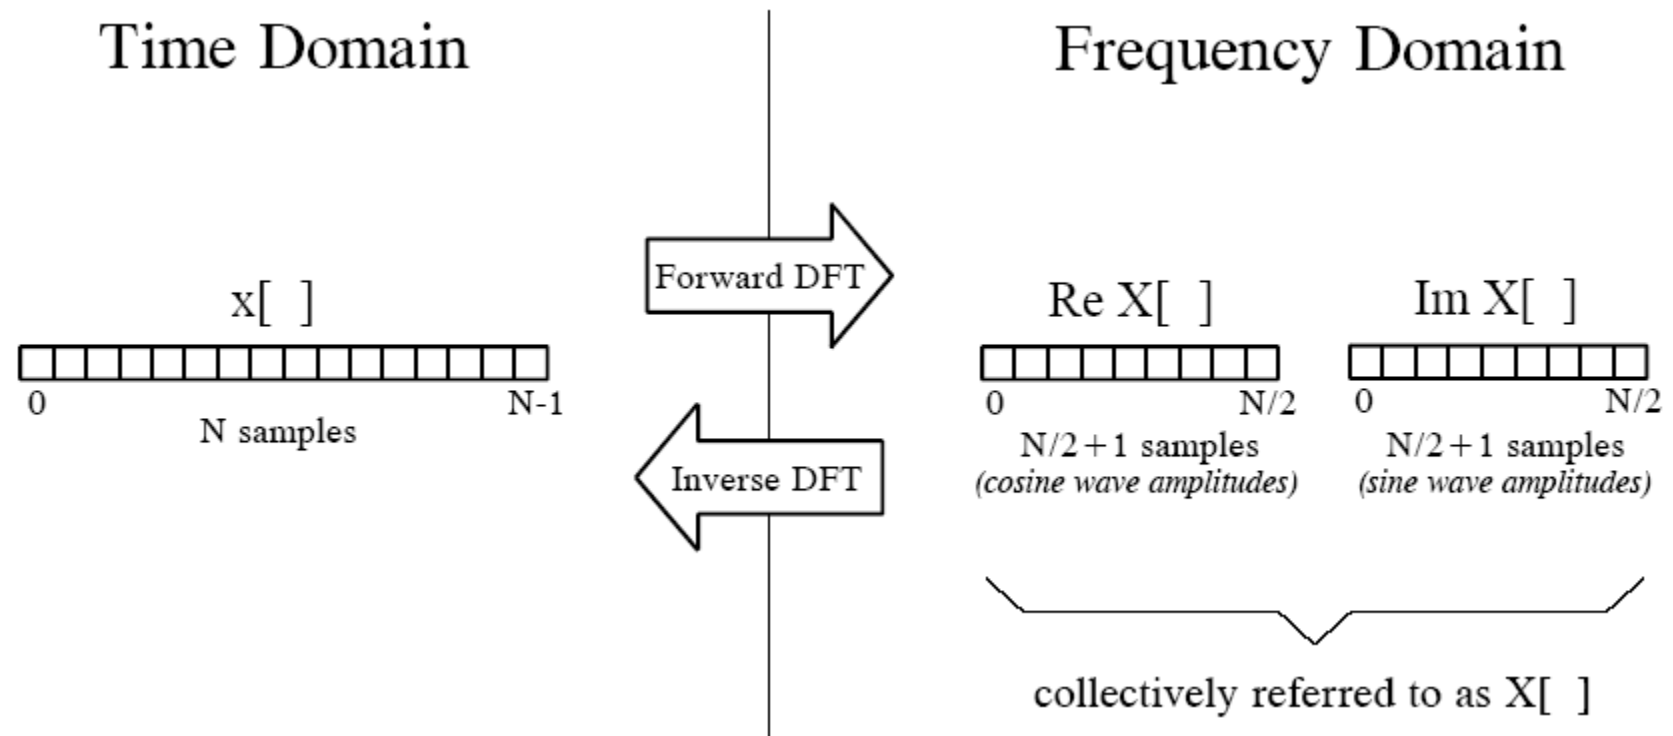 Time Domain
Frequency Domain
Forward DFT
x[ ]
Re X[ ]
Im X[ ]
0
N-1
N samples
0
N/2
0
N/2
N/2+1 samples
(cosine wave amplitudes)
N/2+1 samples
(sine wave amplitudes)
Inverse DFT
collectively referred to as X[ ]